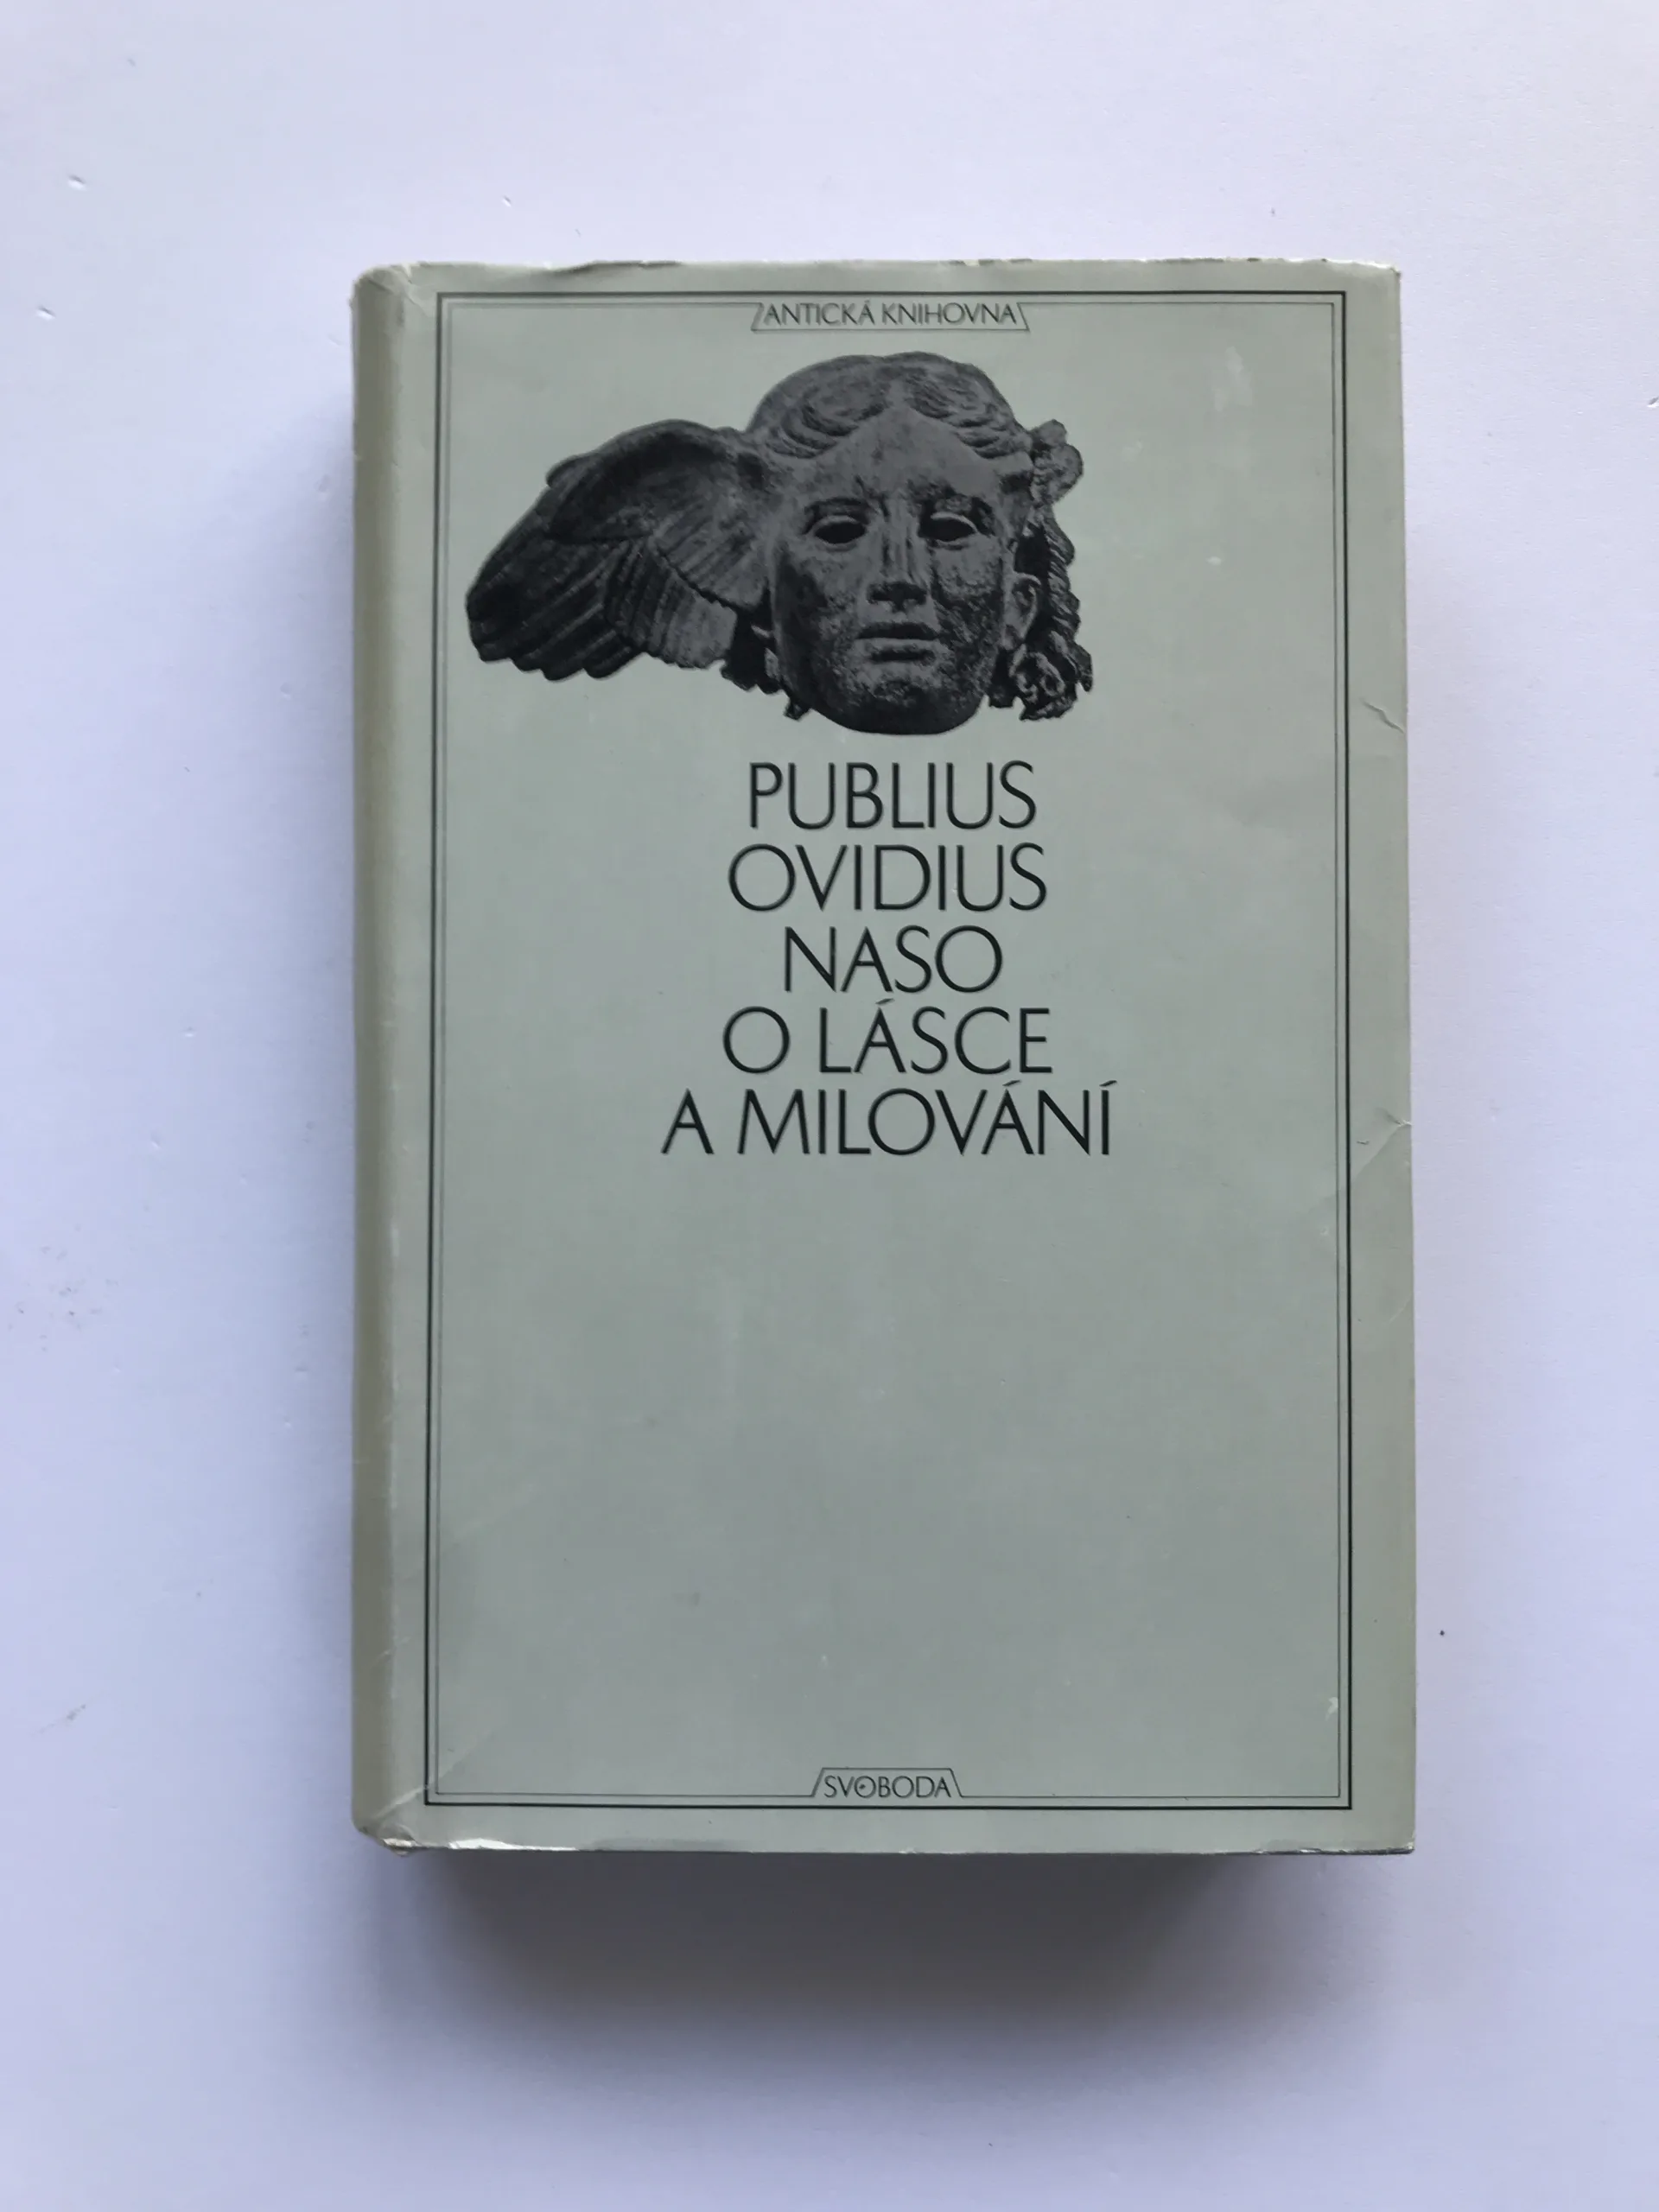 ANTICKÁ KNIHOVNA
PUBLIUS
OVIDIUS
NASO
O LÁSCE
A MILOVÁNÍ
SVOBODA